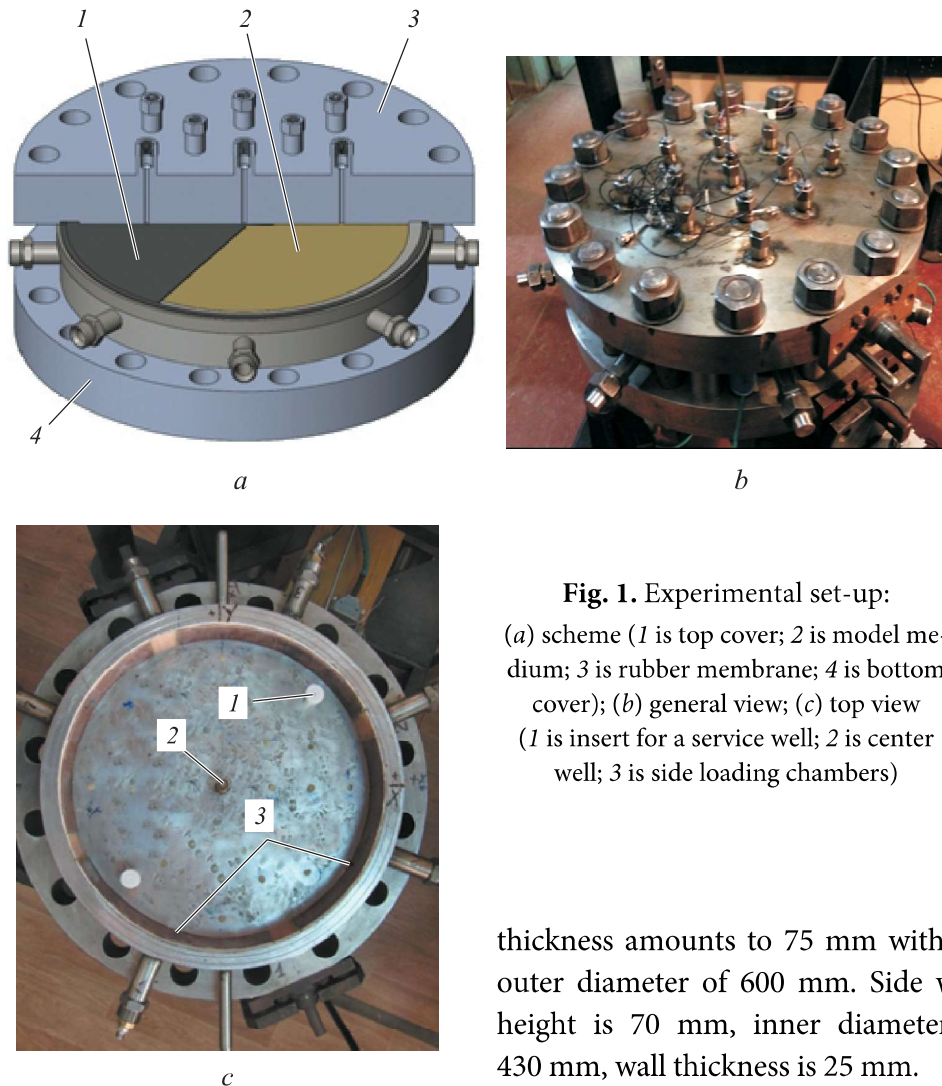 1
2
3
4
a
b
1
2
3
c
Fig. 1. Experimental set-up:
(a) scheme (1 is top cover; 2 is model me-
dium; 3 is rubber membrane; 4 is bottom
cover); (b) general view; (c) top view
(1 is insert for a service well; 2 is center
well; 3 is side loading chambers)
thickness amounts to 75 mm with
outer diameter of 600 mm. Side
height is 70 mm, inner diameter
430 mm, wall thickness is 25 mm.